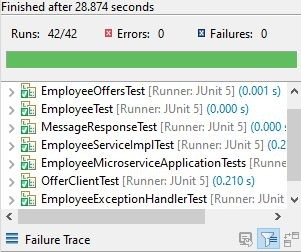 Finished after 28.874 seconds
Runs: 42/42 Errors: 0 Failures: 0
EmployeeOffersTest [Runner: JUnit 5] (0.001 s)
EmployeeTest [Runner: JUnit 5] (0.000 s)
MessageResponseTest [Runner: JUnit 5] (0.000 s
EmployeeServiceImplTest [Runner: JUnit 5] (2.
EmployeeMicroserviceApplicationTests [Runner:
OfferClientTest [Runner: JUnit 5] (0.210 s)
EmployeeExceptionHandlerTest [Runner: JUnit 5
Failure Trace